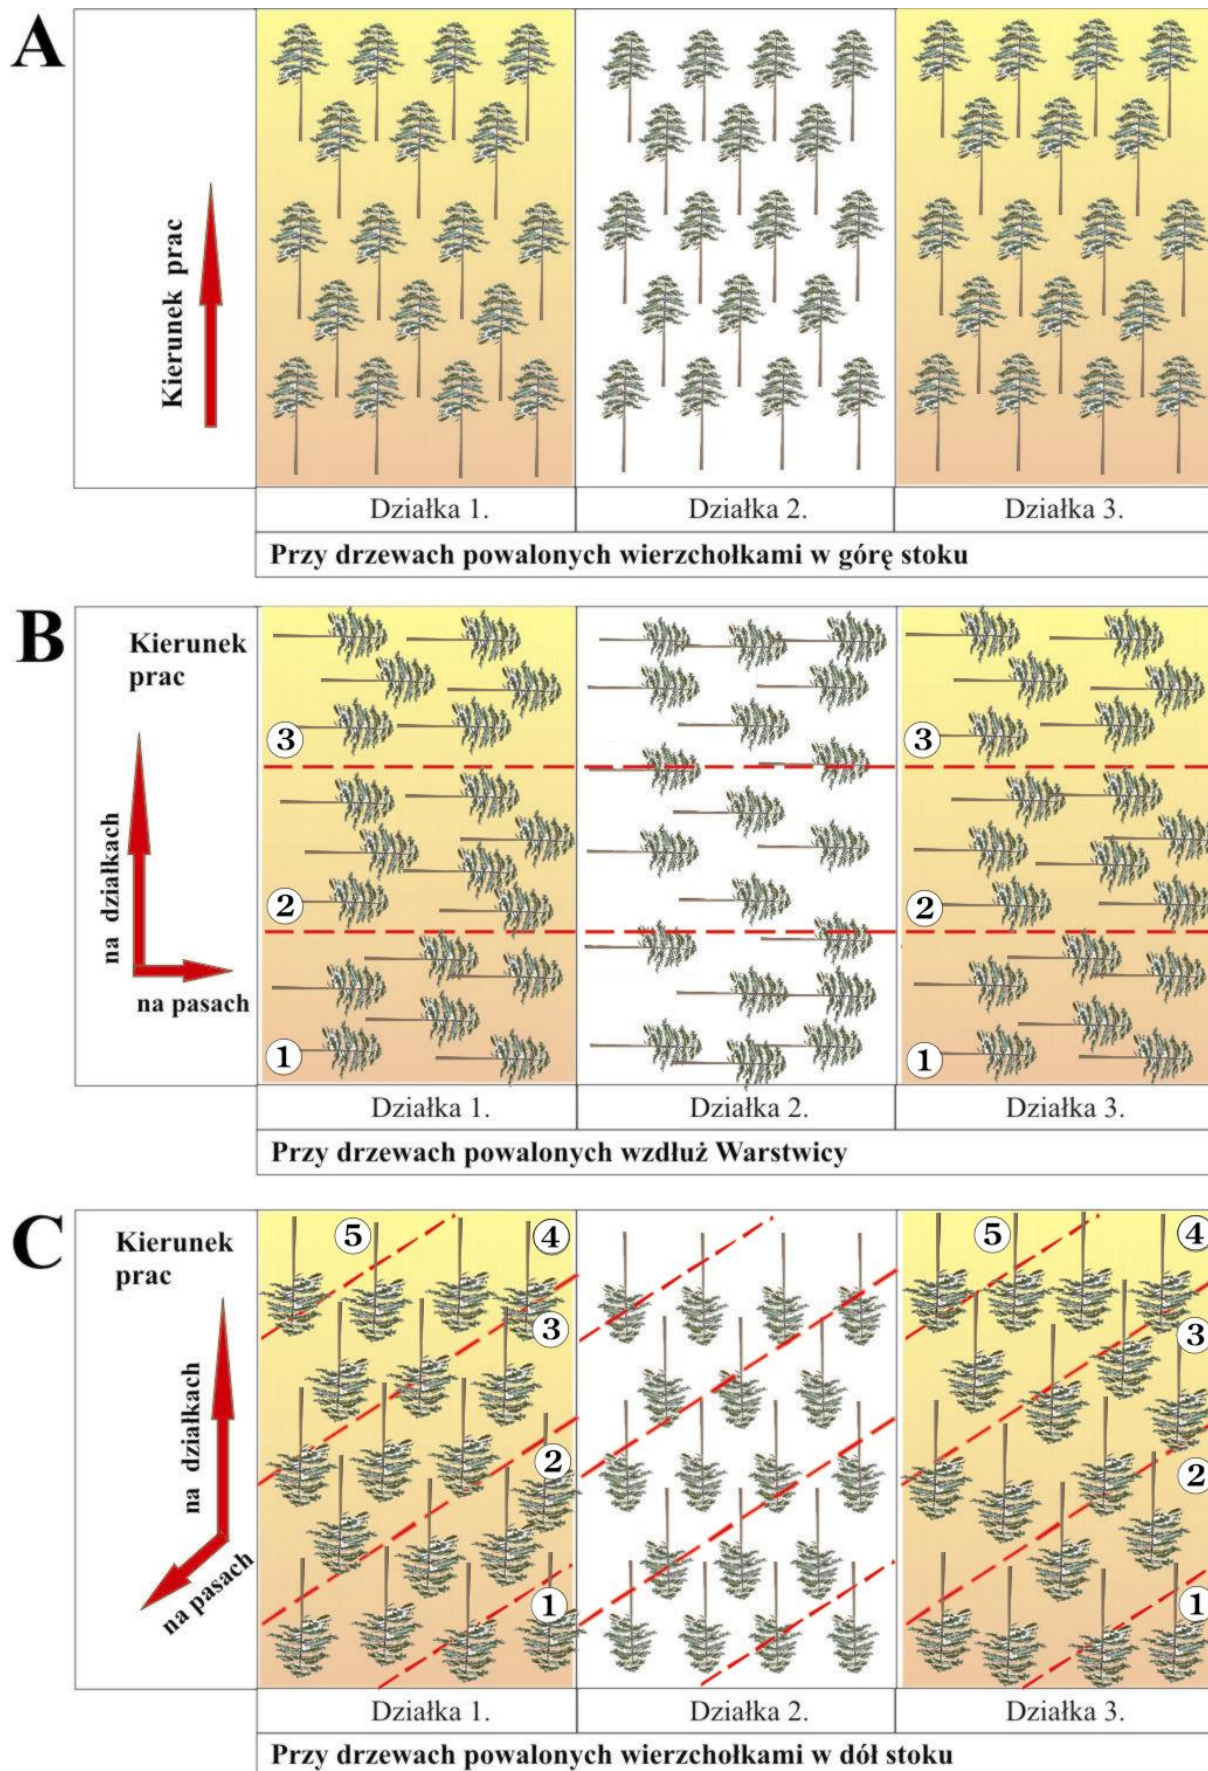 A
Kierunek prac
Działka 1.
Działka 2.
Działka 3.
Przy drzewach powalonych wierzchołkami w górę stoku
B
Kierunek
prac
na działkach
na pasach
3
2
1
3
2
1
Działka 1.
Działka 2.
Działka 3.
Przy drzewach powalonych wzdłuż Warstwicy
C
Kierunek
prac
na działkach
na pasach
5
4
3
2
1
5
4
3
2
1
Działka 1.
Działka 2.
Działka 3.
Przy drzewach powalonych wierzchołkami w dół stoku